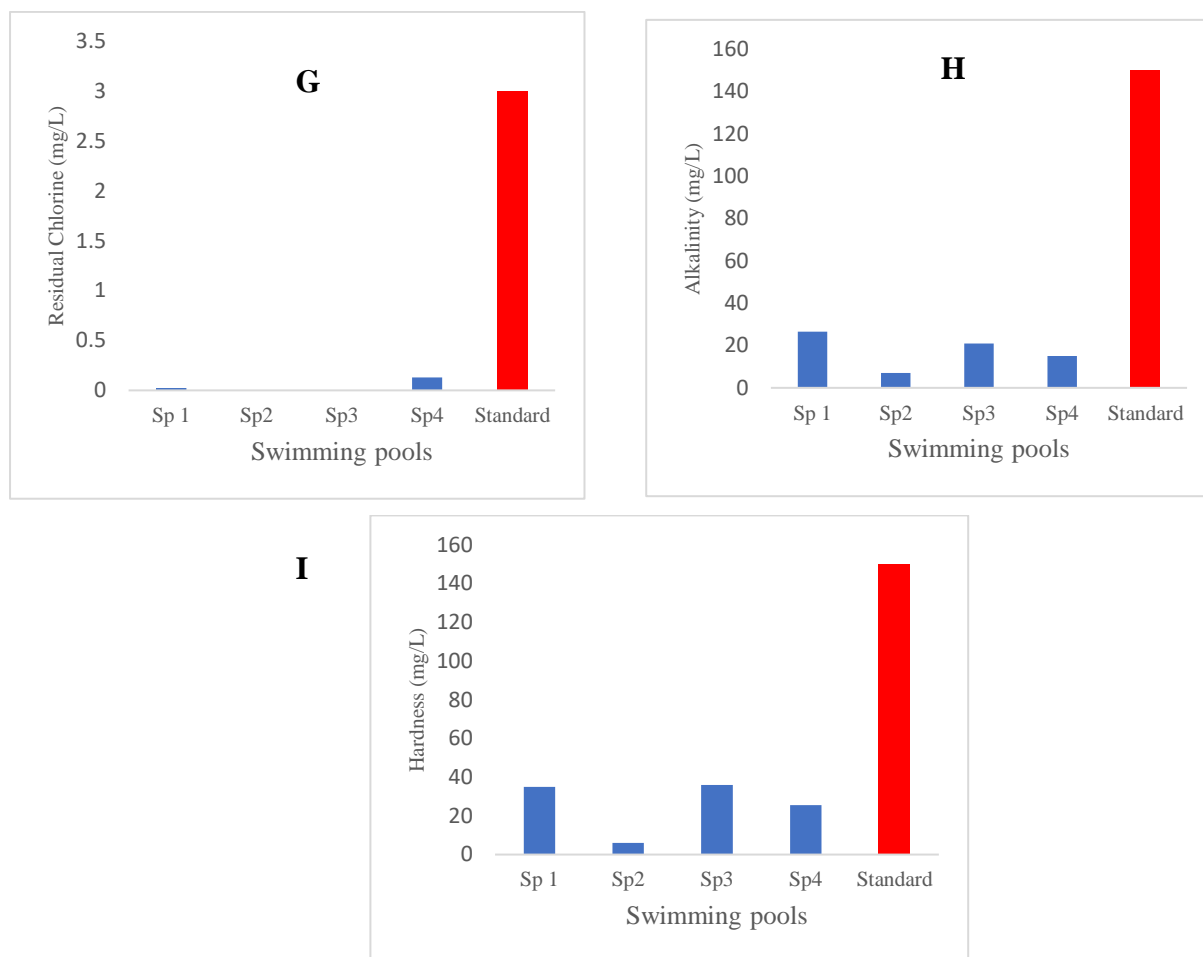 G
Residual Chlorine (mg/L)
3.5
3
2.5
2
1.5
1
0.5
0
Sp 1 Sp2 Sp3 Sp4 Standard
Swimming pools
H
Alkalinity (mg/L)
160
140
120
100
80
60
40
20
0
Sp 1 Sp2 Sp3 Sp4 Standard
Swimming pools
I
Hardness (mg/L)
160
140
120
100
80
60
40
20
0
Sp 1 Sp2 Sp3 Sp4 Standard
Swimming pools